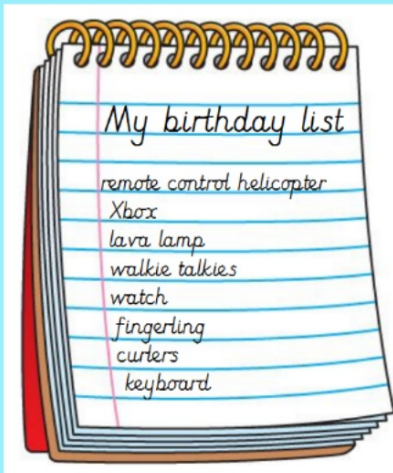 My birthday list
remote control helicopter
Xbox
lava lamp
walkie talkies
watch
fingerling
curlers
keyboard